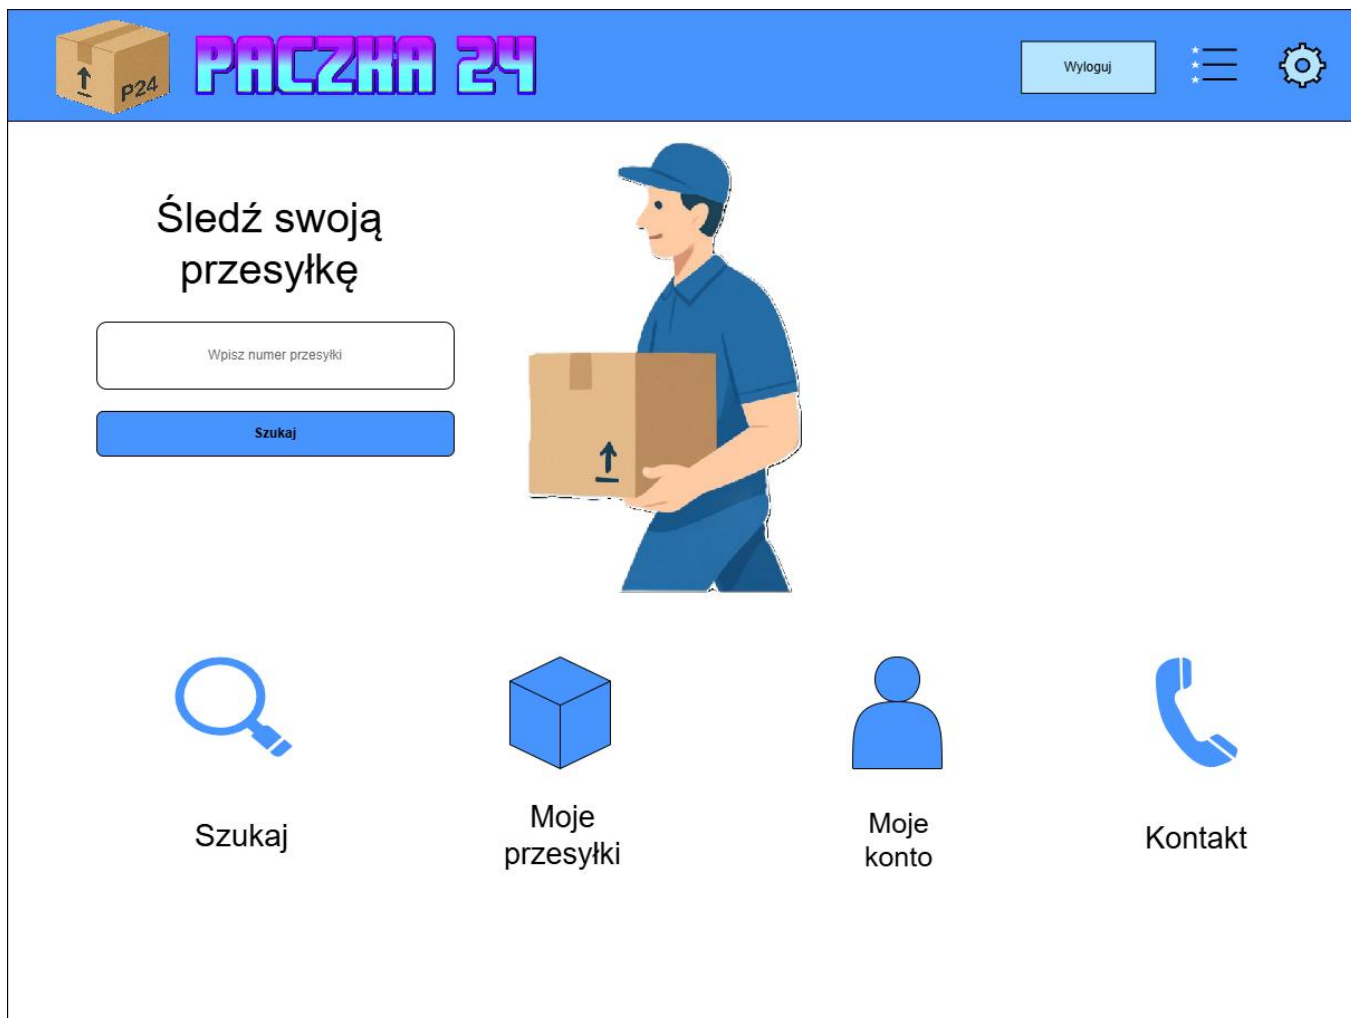 P24
PACZKA 24
Wyloguj
Śledź swoją
przesyłkę
Wpisz numer przesyłki
Szukaj
Szukaj
Moje
przesyłki
Moje
konto
Kontakt